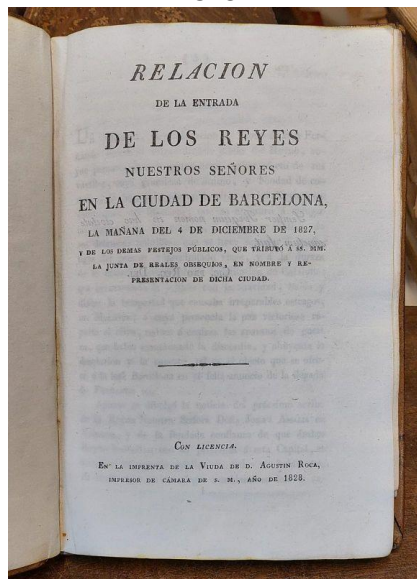 RELACION
DE LA ENTRADA
DE LOS REYES
NUESTROS SEÑORES
EN LA CIUDAD DE BARCELONA,
LA MAÑANA DEL 4 DE DICIEMBRE DE 1827,
Y DE LOS DEMAS FESTEJOS PÚBLICOS, QUE TRIBUTÓ Á SS. MM.
LA JUNTA DE REALES OBSEQUIOS, EN NOMBRE Y RE-
PRESENTACION DE DICHA CIUDAD.
CON LICENCIA.
EN LA IMPRENTA DE LA VIUDA DE D. AGUSTIN ROCA,
IMPRESOR DE CÁMARA DE S. M., AÑO DE 1828.